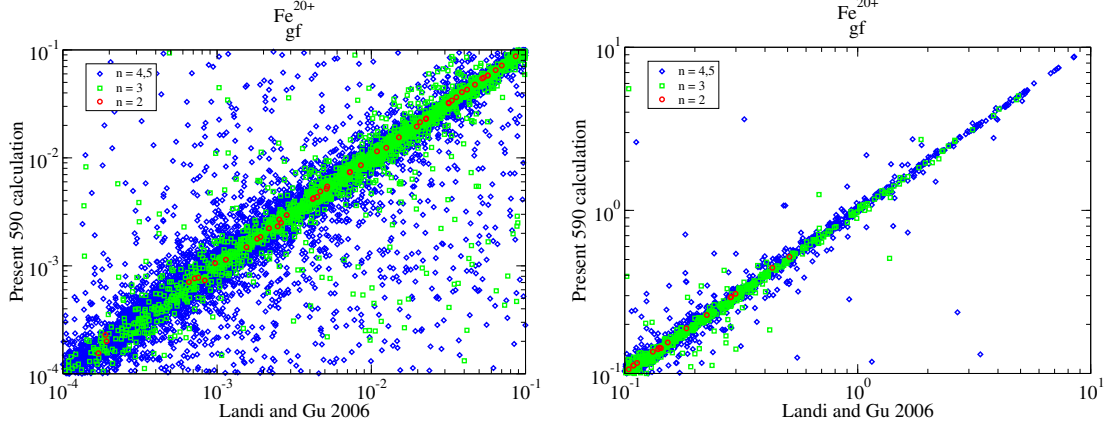 Fe²⁰⁺
gf
10⁻¹
10⁻²
10⁻³
10⁻⁴
Present 590 calculation
n = 4,5
n = 3
n = 2
10⁻⁴ 10⁻³ 10⁻² 10⁻¹
Landi and Gu 2006
Fe²⁰⁺
gf
10¹
10⁰
10⁻¹
Present 590 calculation
n = 4,5
n = 3
n = 2
10⁻¹ 10⁰ 10¹
Landi and Gu 2006